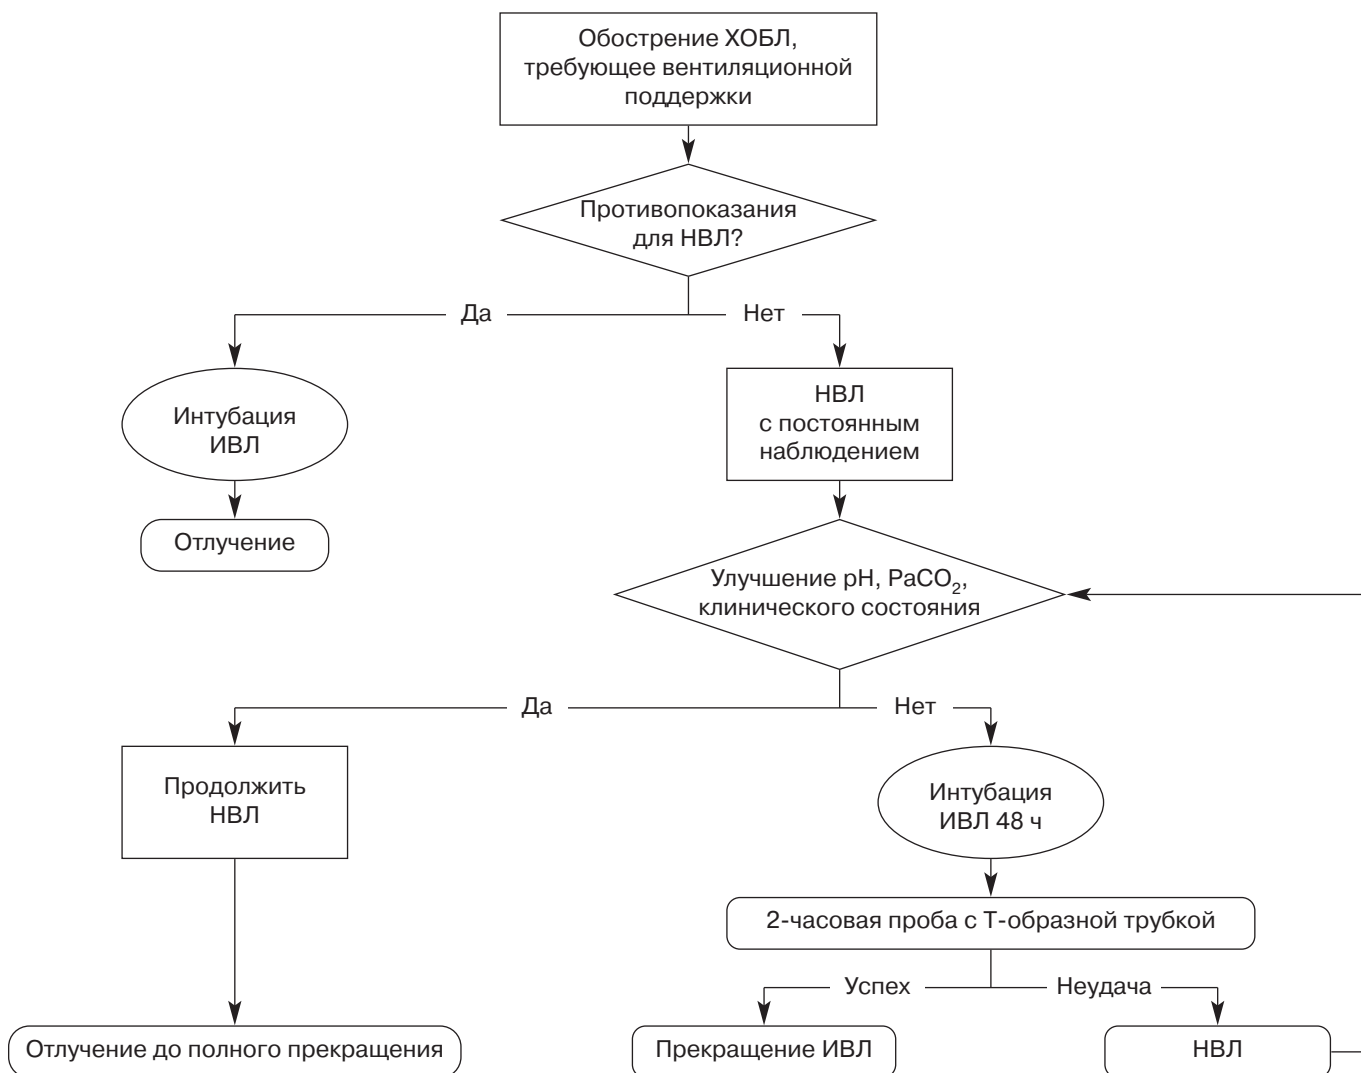 Обострение ХОБЛ,
требующее вентиляционной
поддержки
Противопоказания
для НВЛ?
Да
Нет
Интубация
ИВЛ
НВЛ
с постоянным
наблюдением
Отлучение
Улучшение pH, PaCO₂,
клинического состояния
Да
Нет
Продолжить
НВЛ
Интубация
ИВЛ 48 ч
2-часовая проба с Т-образной трубкой
Успех
Неудача
Отлучение до полного прекращения
Прекращение ИВЛ
НВЛ